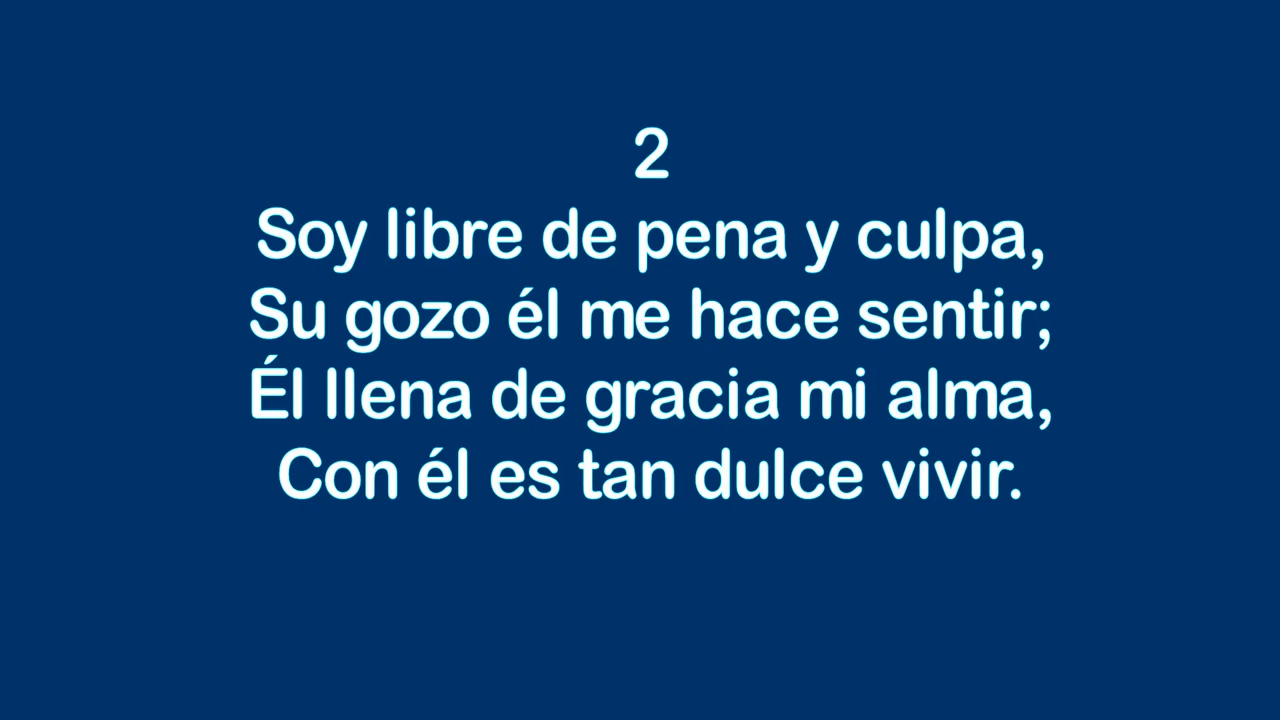 2
Soy libre de pena y culpa,
Su gozo él me hace sentir;
Él llena de gracia mi alma,
Con él es tan dulce vivir.